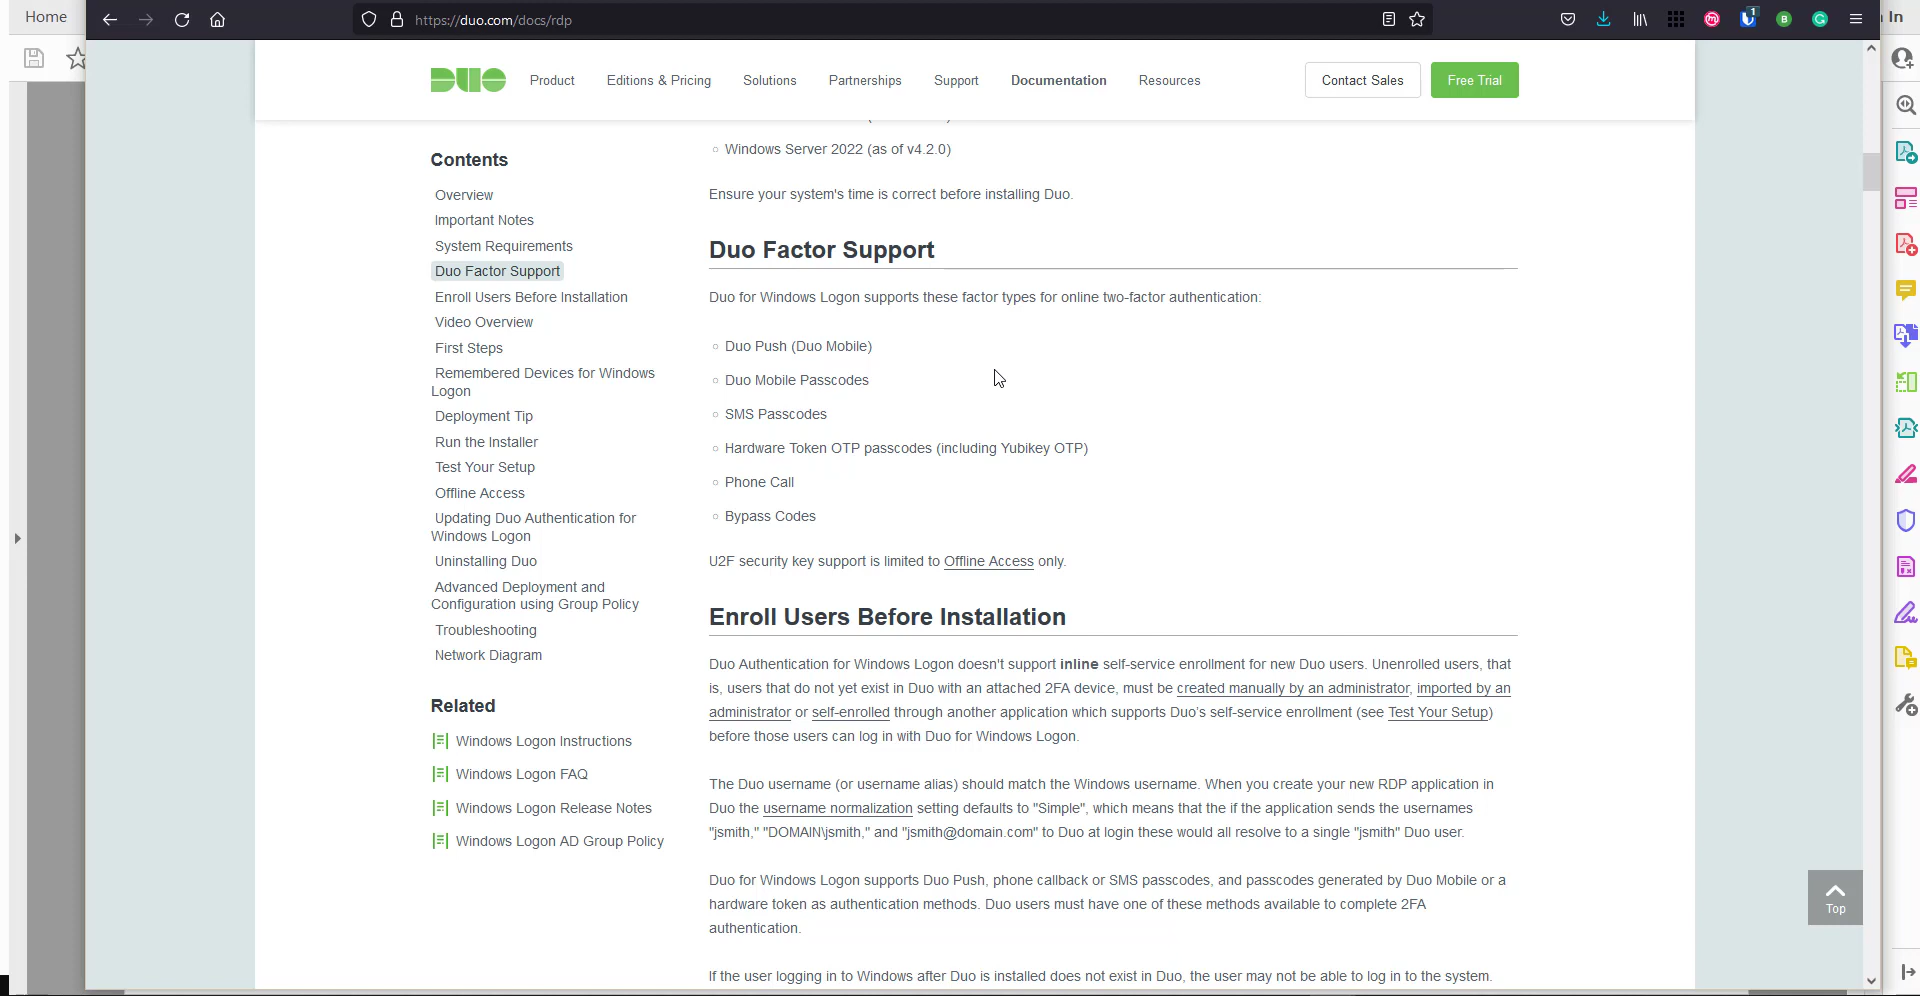 Home
https://duo.com/docs/rdp
1
In
DUO
Product
Editions & Pricing
Solutions
Partnerships
Support
Documentation
Resources
Contact Sales
Free Trial
Contents
Overview
Important Notes
System Requirements
Duo Factor Support
Enroll Users Before Installation
Video Overview
First Steps
Remembered Devices for Windows
Logon
Deployment Tip
Run the Installer
Test Your Setup
Offline Access
Updating Duo Authentication for
Windows Logon
Uninstalling Duo
Advanced Deployment and
Configuration using Group Policy
Troubleshooting
Network Diagram
Related
Windows Logon Instructions
Windows Logon FAQ
Windows Logon Release Notes
Windows Logon AD Group Policy
Windows Server 2022 (as of v4.2.0)
Ensure your system's time is correct before installing Duo.
Duo Factor Support
Duo for Windows Logon supports these factor types for online two-factor authentication:
Duo Push (Duo Mobile)
Duo Mobile Passcodes
SMS Passcodes
Hardware Token OTP passcodes (including Yubikey OTP)
Phone Call
Bypass Codes
U2F security key support is limited to Offline Access only.
Enroll Users Before Installation
Duo Authentication for Windows Logon doesn't support inline self-service enrollment for new Duo users. Unenrolled users, that
is, users that do not yet exist in Duo with an attached 2FA device, must be created manually by an administrator, imported by an
administrator or self-enrolled through another application which supports Duo's self-service enrollment (see Test Your Setup)
before those users can log in with Duo for Windows Logon.
The Duo username (or username alias) should match the Windows username. When you create your new RDP application in
Duo the username normalization setting defaults to "Simple", which means that the if the application sends the usernames
"jsmith," "DOMAIN\jsmith," and "jsmith@domain.com" to Duo at login these would all resolve to a single "jsmith" Duo user.
Duo for Windows Logon supports Duo Push, phone callback or SMS passcodes, and passcodes generated by Duo Mobile or a
hardware token as authentication methods. Duo users must have one of these methods available to complete 2FA
authentication.
If the user logging in to Windows after Duo is installed does not exist in Duo, the user may not be able to log in to the system.
Top